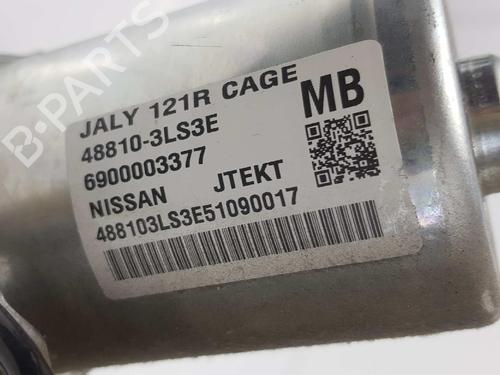 JALY 121R CAGE
MB
48810-3LS3E
6900003377
NISSAN JTEKT
488103LS3E51090017
B-PARTS